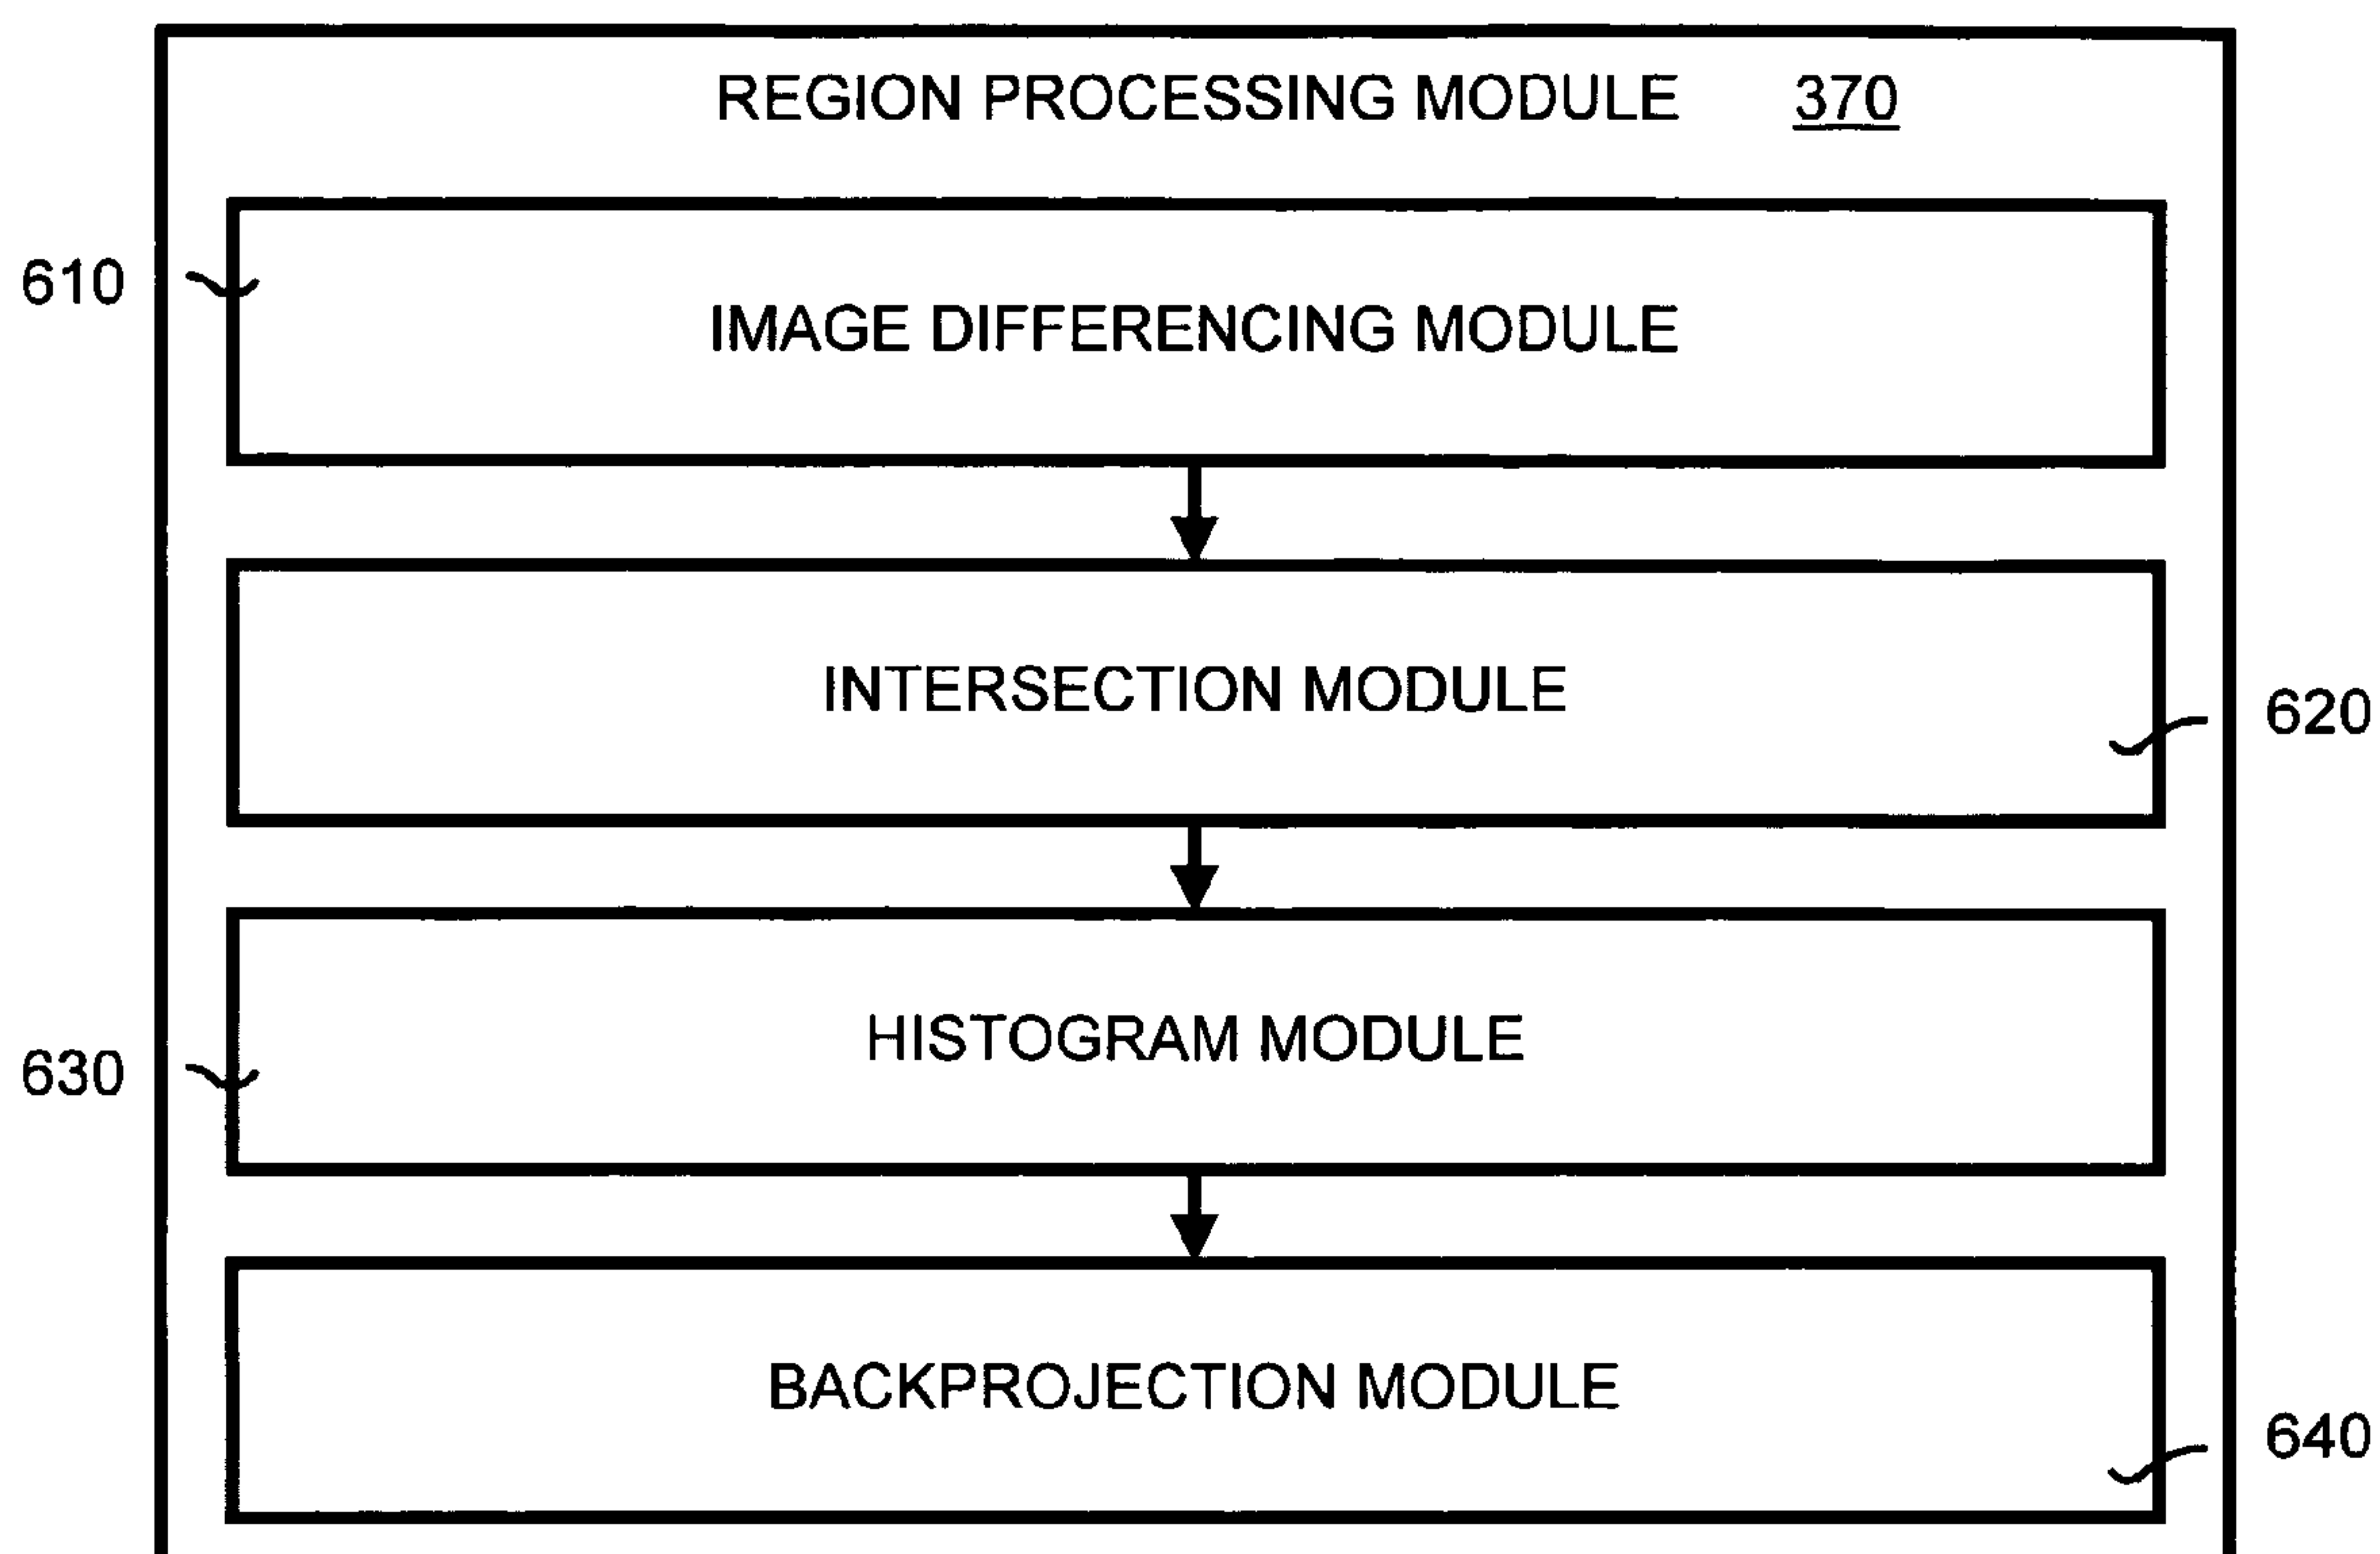 REGION PROCESSING MODULE 370
610
IMAGE DIFFERENCING MODULE
INTERSECTION MODULE
620
HISTOGRAM MODULE
630
BACKPROJECTION MODULE
640